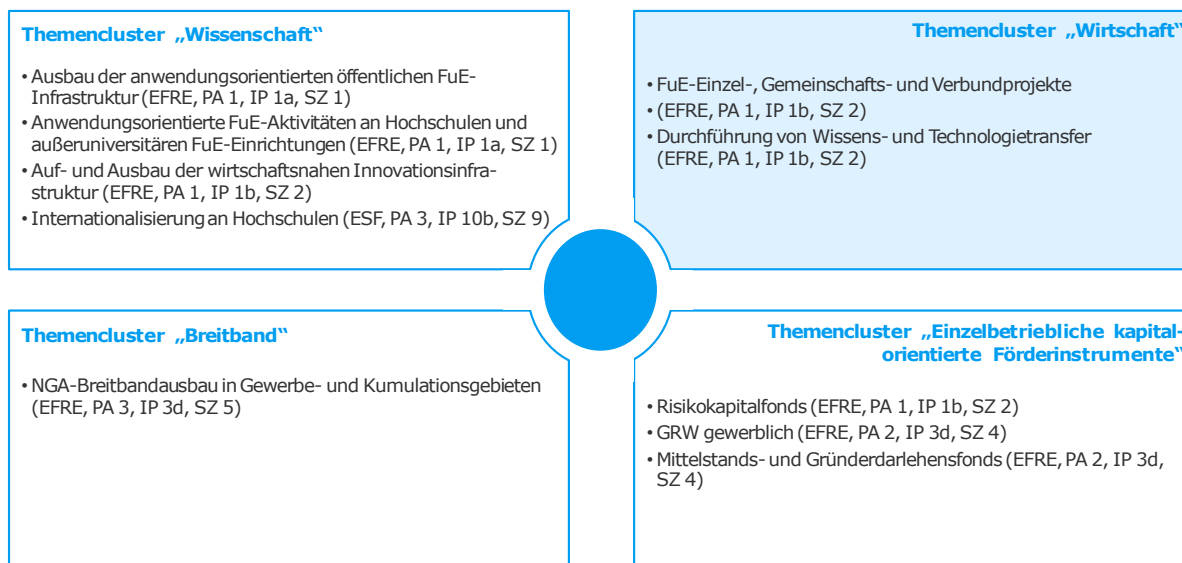 Themencluster „Wissenschaft“
• Ausbau der anwendungsorientierten öffentlichen FuE-
Infrastruktur (EFRE, PA 1, IP 1a, SZ 1)
• Anwendungsorientierte FuE-Aktivitäten an Hochschulen und
außeruniversitären FuE-Einrichtungen (EFRE, PA 1, IP 1a, SZ 1)
• Auf- und Ausbau der wirtschaftsnahen Innovationsinfra-
struktur (EFRE, PA 1, IP 1b, SZ 2)
• Internationalisierung an Hochschulen (ESF, PA 3, IP 10b, SZ 9)
Themencluster „Wirtschaft“
• FuE-Einzel-, Gemeinschafts- und Verbundprojekte
• (EFRE, PA 1, IP 1b, SZ 2)
• Durchführung von Wissens- und Technologietransfer
(EFRE, PA 1, IP 1b, SZ 2)
Themencluster „Breitband“
• NGA-Breitbandausbau in Gewerbe- und Kumulationsgebieten
(EFRE, PA 3, IP 3d, SZ 5)
Themencluster „Einzelbetriebliche kapital-
orientierte Förderinstrumente“
• Risikokapitalfonds (EFRE, PA 1, IP 1b, SZ 2)
• GRW gewerblich (EFRE, PA 2, IP 3d, SZ 4)
• Mittelstands- und Gründerdarlehensfonds (EFRE, PA 2, IP 3d,
SZ 4)